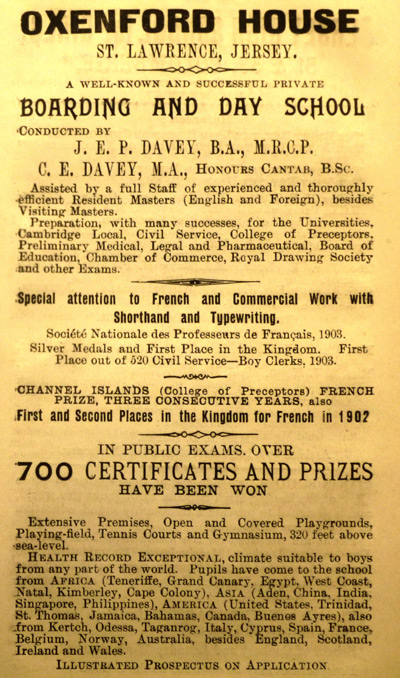 OXENFORD HOUSE
ST. LAWRENCE, JERSEY.
A WELL-KNOWN AND SUCCESSFUL PRIVATE
BOARDING AND DAY SCHOOL
CONDUCTED BY
J. E. P. DAVEY, B.A., M.R.C.P.
C. E. DAVEY, M.A., HONOURS CANTAB, B.SC.
Assisted by a full Staff of experienced and thoroughly
efficient Resident Masters (English and Foreign), besides
Visiting Masters.
Preparation, with many successes, for the Universities,
Cambridge Local, Civil Service, College of Preceptors,
Preliminary Medical, Legal and Pharmaceutical, Board of
Education, Chamber of Commerce, Royal Drawing Society
and other Exams.
Special attention to French and Commercial Work with
Shorthand and Typewriting.
Société Nationale des Professeurs de Français, 1903.
Silver Medals and First Place in the Kingdom. First
Place out of 520 Civil Service—Boy Clerks, 1903.
CHANNEL ISLANDS (College of Preceptors) FRENCH
PRIZE, THREE CONSECUTIVE YEARS, also
First and Second Places in the Kingdom for French in 1902
IN PUBLIC EXAMS. OVER
700 CERTIFICATES AND PRIZES
HAVE BEEN WON
Extensive Premises, Open and Covered Playgrounds,
Playing-field, Tennis Courts and Gymnasium, 320 feet above
sea-level.
HEALTH RECORD EXCEPTIONAL, climate suitable to boys
from any part of the world. Pupils have come to the school
from AFRICA (Teneriffe, Grand Canary, Egypt, West Coast,
Natal, Kimberley, Cape Colony), ASIA (Aden, China, India,
Singapore, Philippines), AMERICA (United States, Trinidad,
St. Thomas, Jamaica, Bahamas, Canada, Buenos Ayres), also
from Kertch, Odessa, Taganrog, Italy, Cyprus, Spain, France,
Belgium, Norway, Australia, besides England, Scotland,
Ireland and Wales.
ILLUSTRATED PROSPECTUS ON APPLICATION